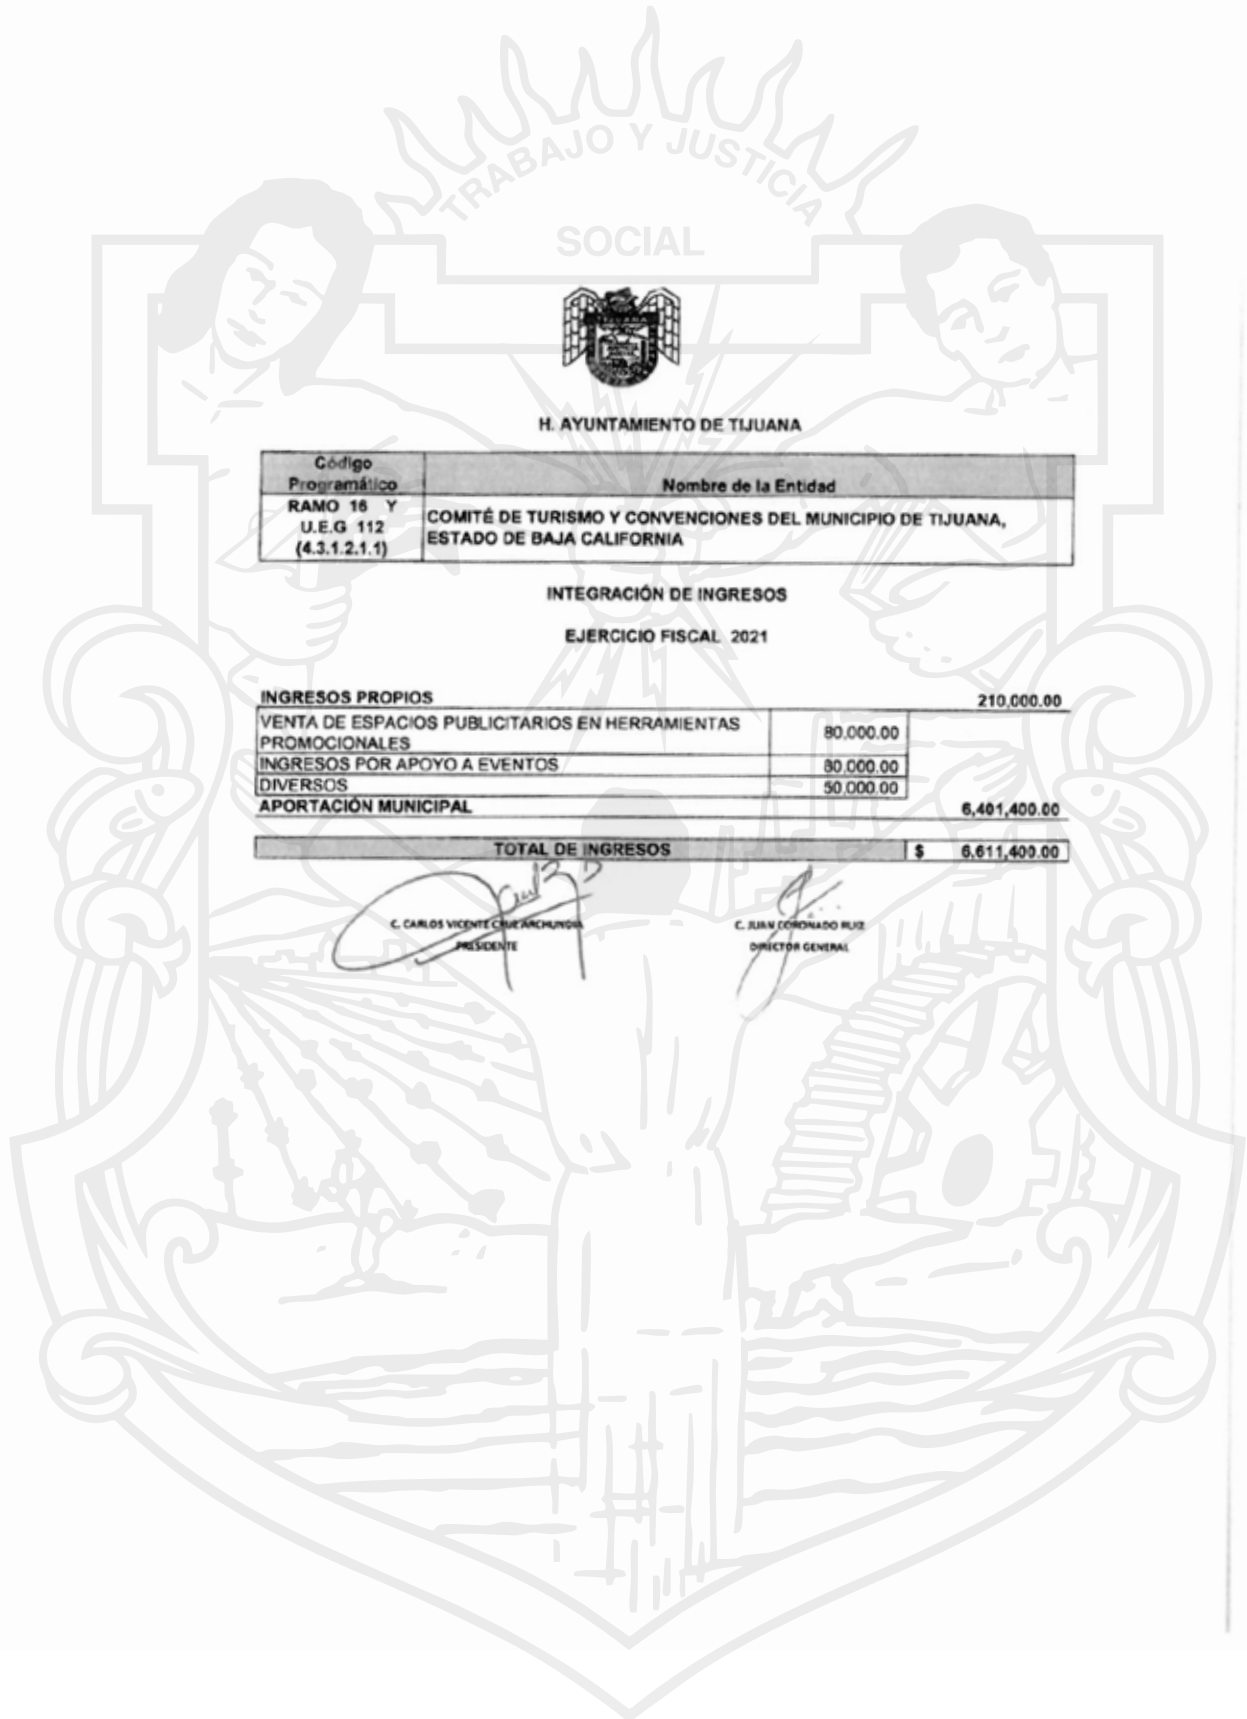 TRABAJO Y JUSTICIA
SOCIAL
H. AYUNTAMIENTO DE TIJUANA
Código
Programático
Nombre de la Entidad
RAMO 16 Y
U.E.G 112
(4.3.1.2.1.1)
COMITÉ DE TURISMO Y CONVENCIONES DEL MUNICIPIO DE TIJUANA,
ESTADO DE BAJA CALIFORNIA
INTEGRACIÓN DE INGRESOS
EJERCICIO FISCAL 2021
INGRESOS PROPIOS 210,000.00
VENTA DE ESPACIOS PUBLICITARIOS EN HERRAMIENTAS
PROMOCIONALES 80,000.00
INGRESOS POR APOYO A EVENTOS 80,000.00
DIVERSOS 50,000.00
APORTACIÓN MUNICIPAL 6,401,400.00
TOTAL DE INGRESOS $ 6,611,400.00
C. CARLOS VICENTE
PRESIDENTE
C. JUAN CORONADO RUIZ
DIRECTOR GENERAL